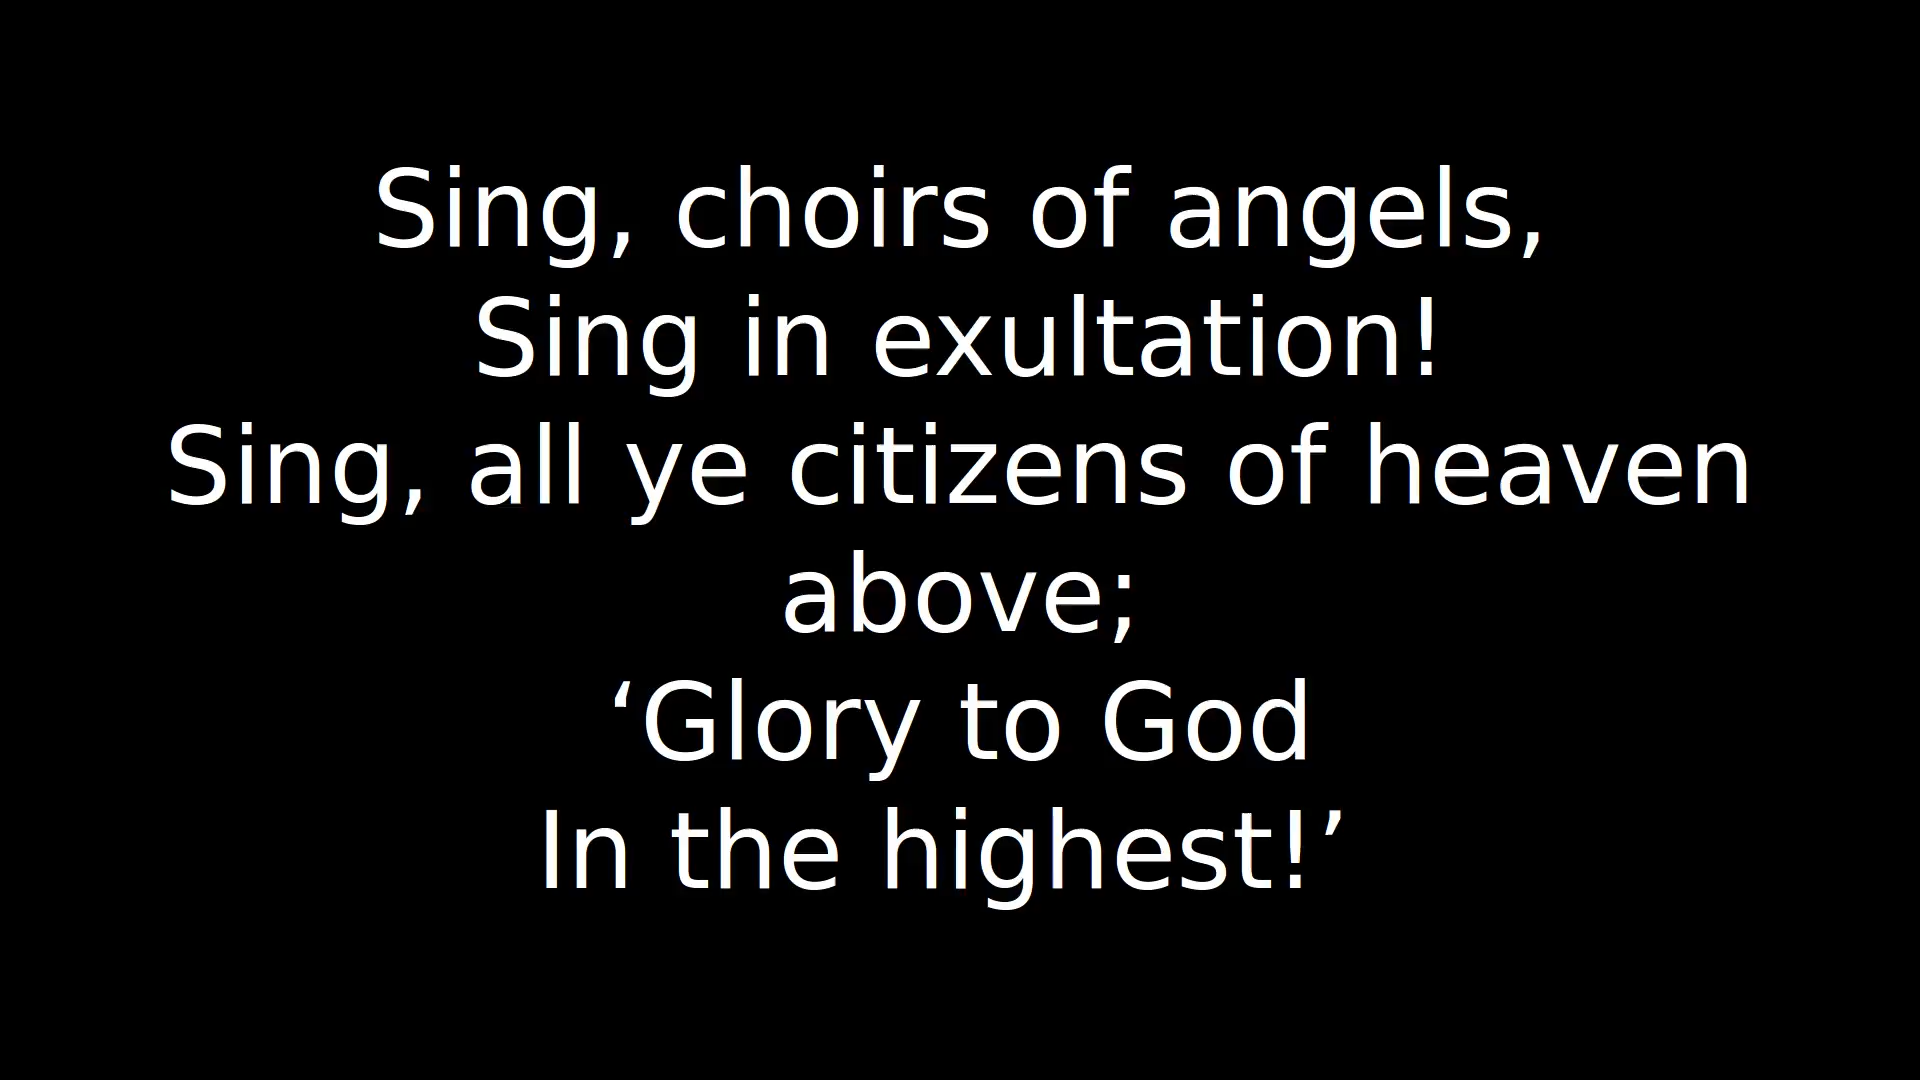 Sing, choirs of angels,
Sing in exultation!
Sing, all ye citizens of heaven
above;
‘Glory to God
In the highest!’